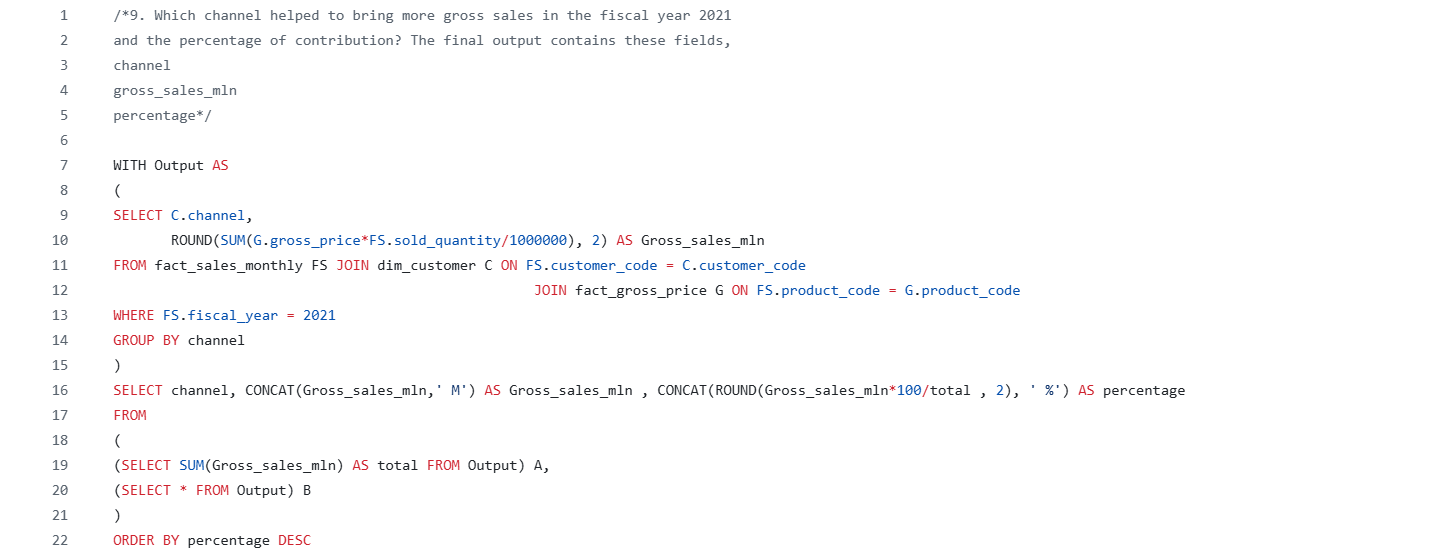 1 /*9. Which channel helped to bring more gross sales in the fiscal year 2021
2 and the percentage of contribution? The final output contains these fields,
3 channel
4 gross_sales_mln
5 percentage*/
6
7 WITH Output AS
8 (
9 SELECT C.channel,
10 ROUND(SUM(G.gross_price*FS.sold_quantity/1000000), 2) AS Gross_sales_mln
11 FROM fact_sales_monthly FS JOIN dim_customer C ON FS.customer_code = C.customer_code
12 JOIN fact_gross_price G ON FS.product_code = G.product_code
13 WHERE FS.fiscal_year = 2021
14 GROUP BY channel
15 )
16 SELECT channel, CONCAT(Gross_sales_mln,' M') AS Gross_sales_mln , CONCAT(ROUND(Gross_sales_mln*100/total , 2), ' %') AS percentage
17 FROM
18 (
19 (SELECT SUM(Gross_sales_mln) AS total FROM Output) A,
20 (SELECT * FROM Output) B
21 )
22 ORDER BY percentage DESC